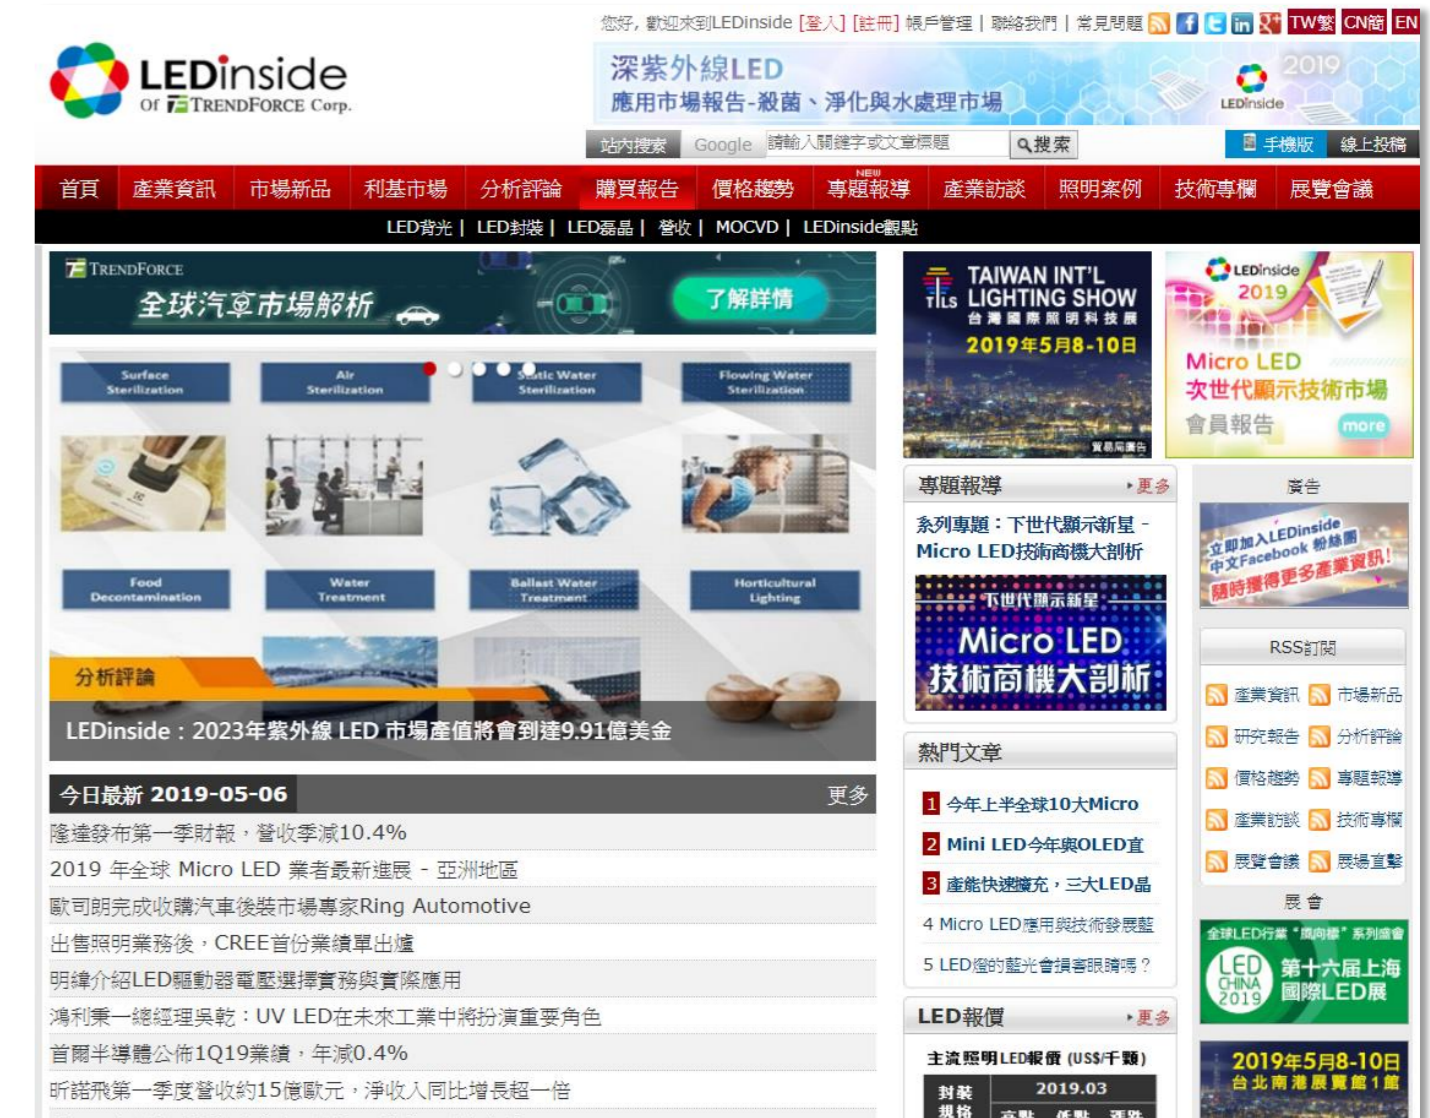 您好, 歡迎來到LEDinside [登入] [註冊] 帳戶管理 | 聯絡我們 | 常見問題
TW繁 CN簡 EN
LEDinside
OF TRENDFORCE Corp.
深紫外線LED
應用市場報告-殺菌、淨化與水處理市場
2019
LEDinside
站內搜索 Google 請輸入關鍵字或文章標題 搜索
手機版 線上投稿
首頁 產業資訊 市場新品 利基市場 分析評論 購買報告 價格趨勢 專題報導 NEW 產業訪談 照明案例 技術專欄 展覽會議
LED背光 | LED封裝 | LED磊晶 | 營收 | MOCVD | LEDinside觀點
TRENDFORCE
全球汽車市場解析
了解詳情
TILS
TAIWAN INT'L
LIGHTING SHOW
台灣國際照明科技展
2019年5月8-10日
貿易局廣告
LEDinside
2019
Micro LED
次世代顯示技術市場
會員報告
more
Surface Sterilization
Air Sterilization
Static Water Sterilization
Flowing Water Sterilization
Food Decontamination
Water Treatment
Ballast Water Treatment
Horticultural Lighting
分析評論
LEDinside：2023年紫外線 LED 市場產值將會到達9.91億美金
今日最新 2019-05-06
更多
隆達發布第一季財報，營收季減10.4%
2019 年全球 Micro LED 業者最新進展 - 亞洲地區
歐司朗完成收購汽車後裝市場專家Ring Automotive
出售照明業務後，CREE首份業績單出爐
明緯介紹LED驅動器電壓選擇實務與實際應用
鴻利秉一總經理吳乾：UV LED在未來工業中將扮演重要角色
首爾半導體公佈1Q19業績，年減0.4%
昕諾飛第一季度營收約15億歐元，淨收入同比增長超一倍
專題報導
更多
系列專題：下世代顯示新星 -
Micro LED技術商機大剖析
下世代顯示新星
Micro LED
技術商機大剖析
熱門文章
1 今年上半全球10大Micro
2 Mini LED今年與OLED直
3 產能快速擴充，三大LED晶
4 Micro LED應用與技術發展藍
5 LED燈的藍光會損害眼睛嗎？
LED報價
更多
主流照明LED報價 (US$/千顆)
封裝
規格
2019.03
高點 低點 漲跌
廣告
立即加入LEDinside
中文Facebook 粉絲團
隨時獲得更多產業資訊!
RSS訂閱
產業資訊 市場新品
研究報告 分析評論
價格趨勢 專題報導
產業訪談 技術專欄
展覽會議 展場直擊
展 會
全球LED行業“風向標”系列盛會
LED
CHINA
2019
第十六届上海
國際LED展
2019年5月8-10日
台北南港展覽館1館